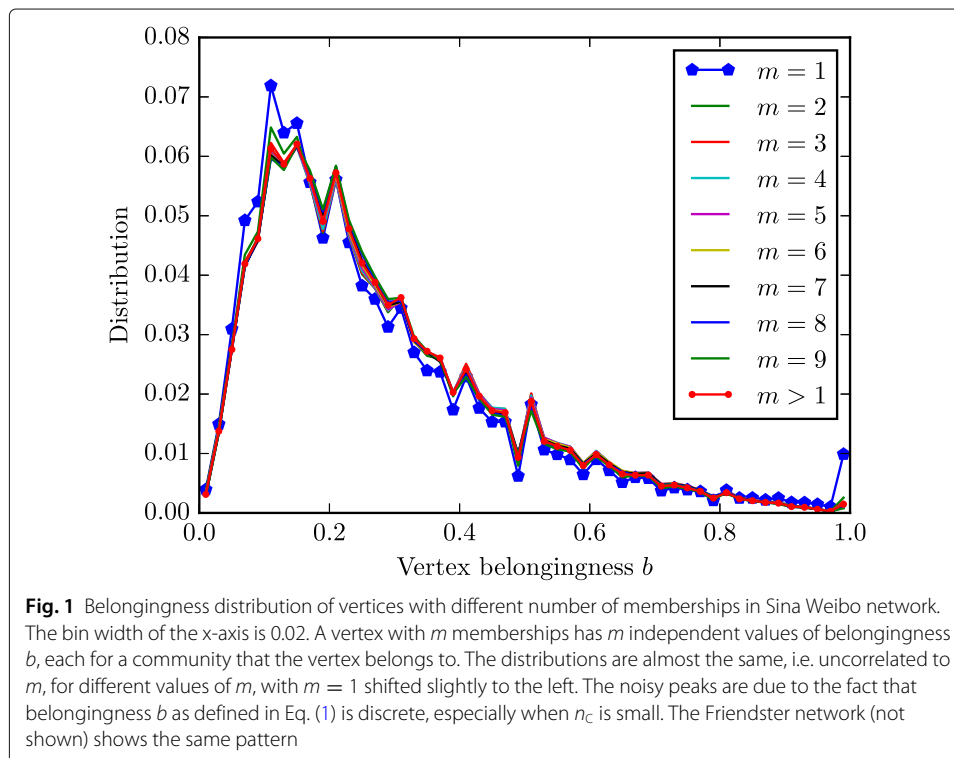 0.08
0.07
0.06
0.05
0.04
0.03
0.02
0.01
0.00
Distribution
0.0
0.2
0.4
0.6
0.8
1.0
Vertex belongingness b
m = 1
m = 2
m = 3
m = 4
m = 5
m = 6
m = 7
m = 8
m = 9
m > 1
Fig. 1 Belongingness distribution of vertices with different number of memberships in Sina Weibo network.
The bin width of the x-axis is 0.02. A vertex with m memberships has m independent values of belongingness
b, each for a community that the vertex belongs to. The distributions are almost the same, i.e. uncorrelated to
m, for different values of m, with m = 1 shifted slightly to the left. The noisy peaks are due to the fact that
belongingness b as defined in Eq. (1) is discrete, especially when nC is small. The Friendster network (not
shown) shows the same pattern